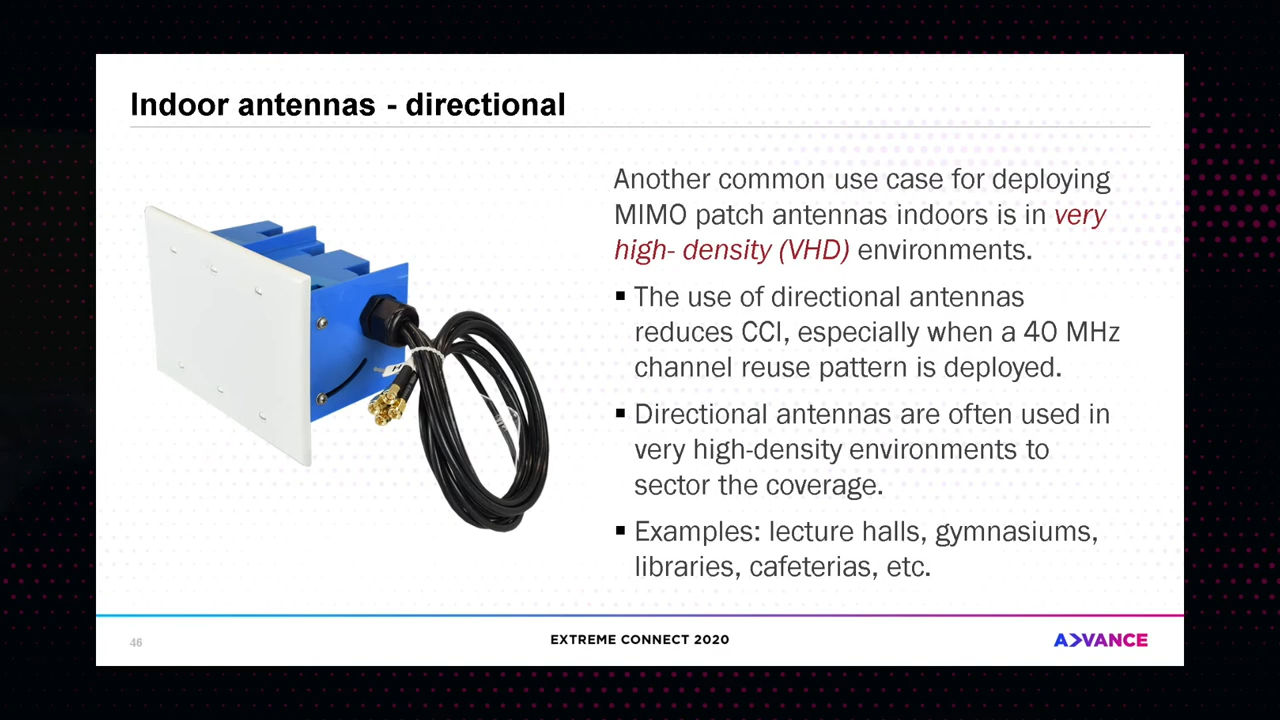 Indoor antennas - directional
Another common use case for deploying
MIMO patch antennas indoors is in very
high- density (VHD) environments.
▪ The use of directional antennas
reduces CCI, especially when a 40 MHz
channel reuse pattern is deployed.
▪ Directional antennas are often used in
very high-density environments to
sector the coverage.
▪ Examples: lecture halls, gymnasiums,
libraries, cafeterias, etc.
46
EXTREME CONNECT 2020
ADVANCE